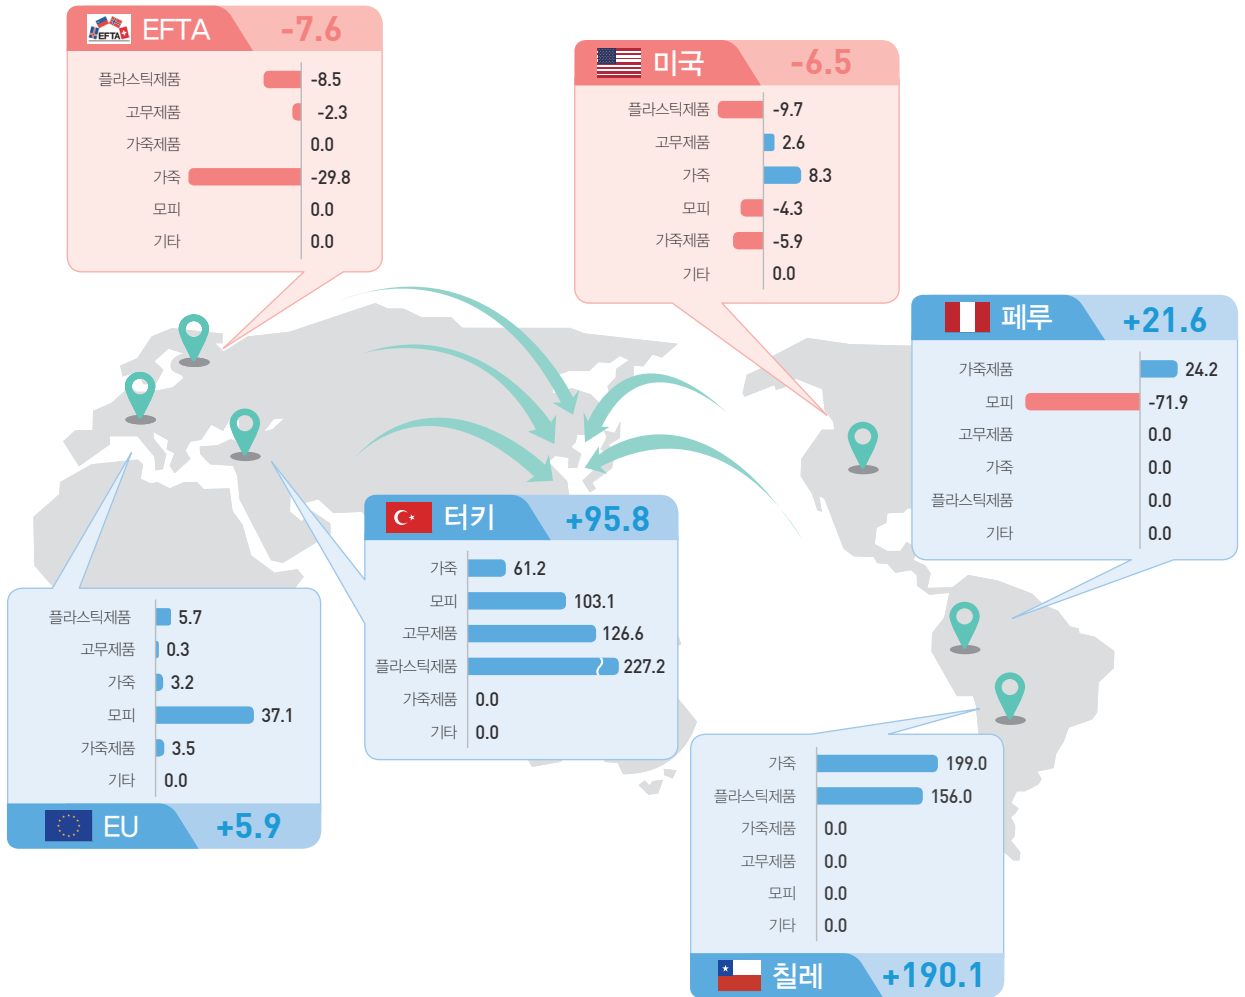 EFTA EFTA -7.6
플라스틱제품 -8.5
고무제품 -2.3
가죽제품 0.0
가죽 -29.8
모피 0.0
기타 0.0
미국 -6.5
플라스틱제품 -9.7
고무제품 2.6
가죽 8.3
모피 -4.3
가죽제품 -5.9
기타 0.0
페루 +21.6
가죽제품 24.2
모피 -71.9
고무제품 0.0
가죽 0.0
플라스틱제품 0.0
기타 0.0
터키 +95.8
가죽 61.2
모피 103.1
고무제품 126.6
플라스틱제품 227.2
가죽제품 0.0
기타 0.0
플라스틱제품 5.7
고무제품 0.3
가죽 3.2
모피 37.1
가죽제품 3.5
기타 0.0
EU +5.9
가죽 199.0
플라스틱제품 156.0
가죽제품 0.0
고무제품 0.0
모피 0.0
기타 0.0
칠레 +190.1